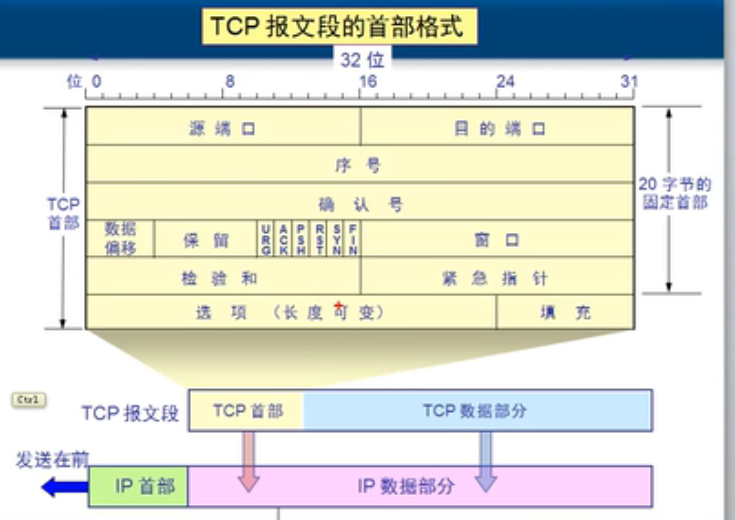 TCP 报文段的首部格式
32 位
位 0 8 16 24 31
源 端 口 目 的 端 口
序 号
TCP
首部
20 字节的
固定首部
确 认 号
数据
偏移
保 留
URG
ACK
PSH
RST
SYN
FIN
窗 口
检 验 和 紧 急 指 针
选 项 (长 度 可 变) 填 充
Ctrl
TCP 报文段 TCP 首部 TCP 数据部分
发送在前
IP 首部 IP 数据部分